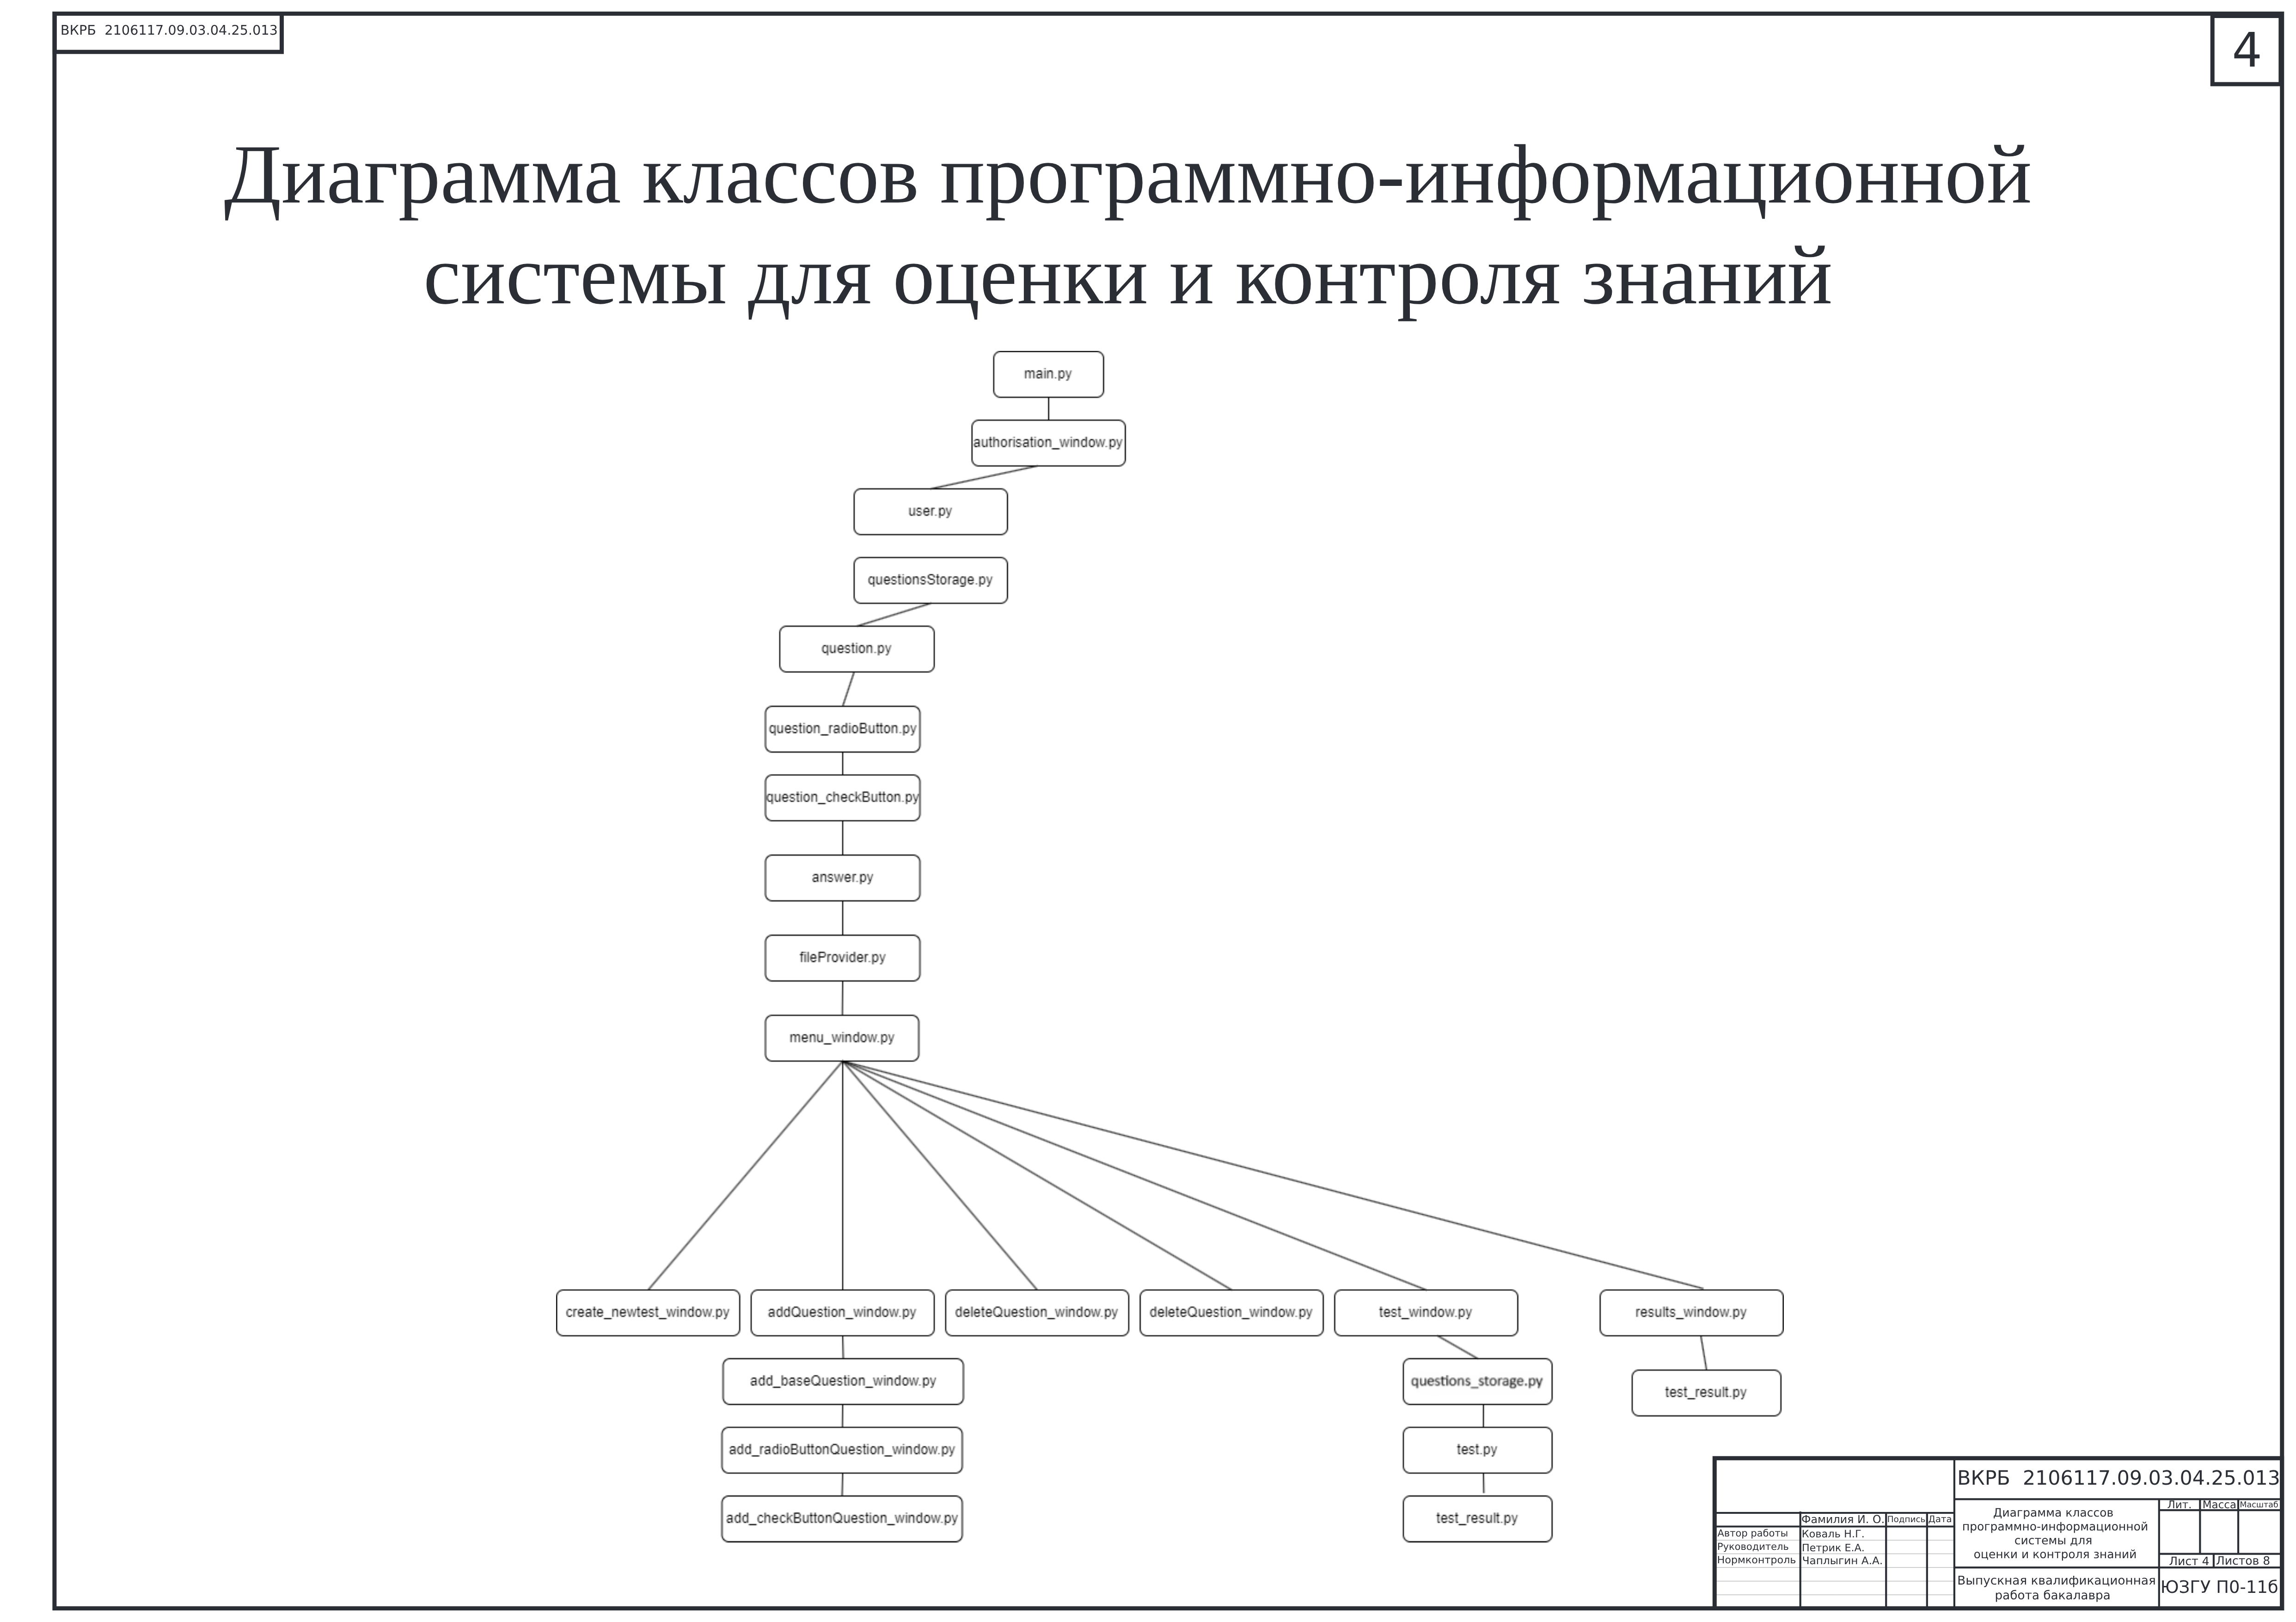 ВКРБ 2106117.09.03.04.25.013
4
Диаграмма классов программно-информационной
системы для оценки и контроля знаний
main.py
authorisation_window.py
user.py
questionsStorage.py
question.py
question_radioButton.py
question_checkButton.py
answer.py
fileProvider.py
menu_window.py
create_newtest_window.py addQuestion_window.py deleteQuestion_window.py deleteQuestion_window.py test_window.py results_window.py
add_baseQuestion_window.py questions_storage.py test_result.py
add_radioButtonQuestion_window.py test.py
add_checkButtonQuestion_window.py test_result.py
ВКРБ 2106117.09.03.04.25.013
Фамилия И. О. Подпись Дата
Автор работы Коваль Н.Г.
Руководитель Петрик Е.А.
Нормконтроль Чаплыгин А.А.
Диаграмма классов
программно-информационной
системы для
оценки и контроля знаний
Лит. Масса Масштаб
Лист 4 Листов 8
Выпускная квалификационная
работа бакалавра
ЮЗГУ П0-11б